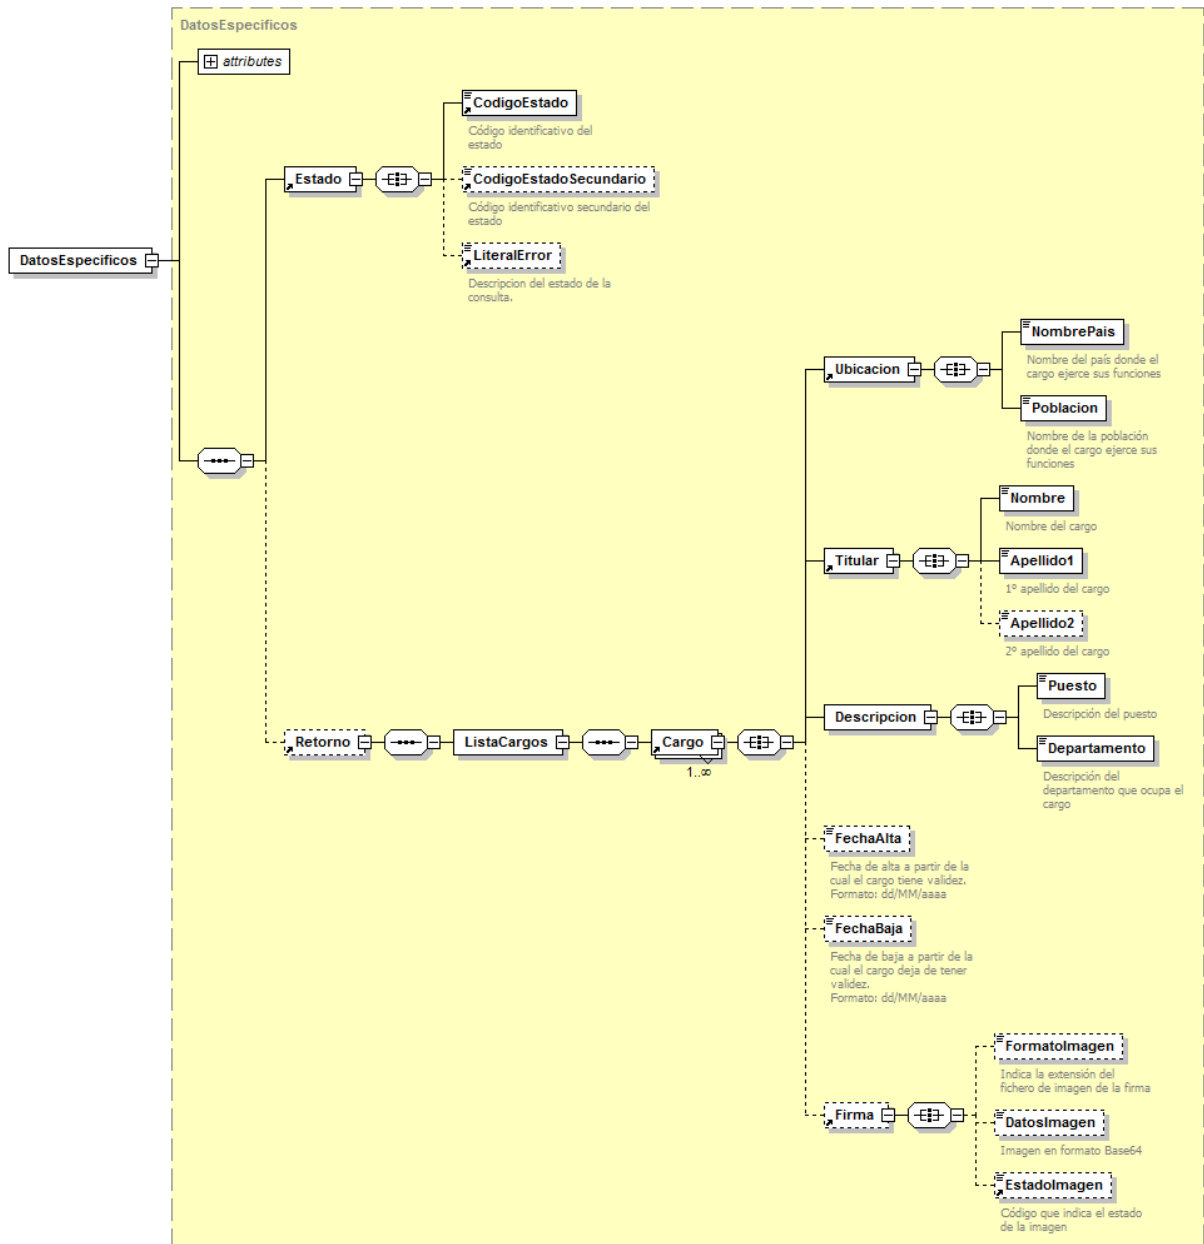 DatosEspecificos
attributes
CodigoEstado
Código identificativo del
estado
Estado
CodigoEstadoSecundario
Código identificativo secundario del
estado
DatosEspecificos
LiteralError
Descripcion del estado de la
consulta.
Ubicacion
NombrePais
Nombre del país donde el
cargo ejerce sus funciones
Poblacion
Nombre de la población
donde el cargo ejerce sus
funciones
Titular
Nombre
Nombre del cargo
Apellido1
1º apellido del cargo
Apellido2
2º apellido del cargo
Retorno
ListaCargos
Cargo
1..∞
Descripcion
Puesto
Descripción del puesto
Departamento
Descripción del
departamento que ocupa el
cargo
FechaAlta
Fecha de alta a partir de la
cual el cargo tiene validez.
Formato: dd/MM/aaaa
FechaBaja
Fecha de baja a partir de la
cual el cargo deja de tener
validez.
Formato: dd/MM/aaaa
Firma
FormatoImagen
Indica la extensión del
fichero de imagen de la firma
DatosImagen
Imagen en formato Base64
EstadoImagen
Código que indica el estado
de la imagen